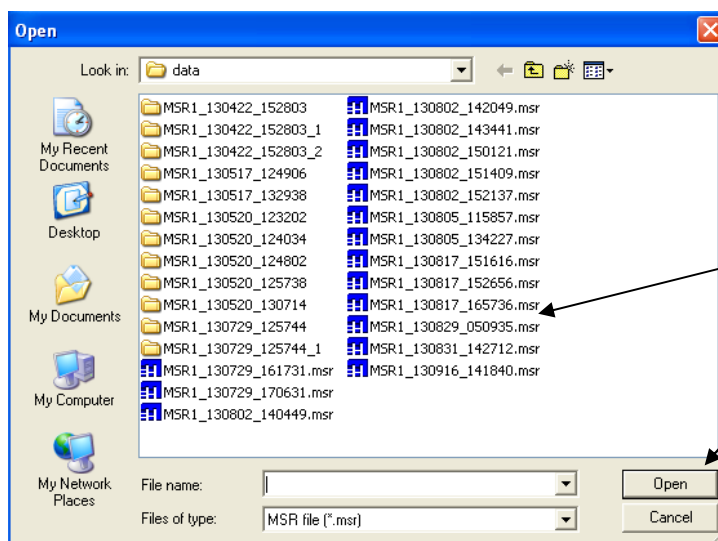 Open
Look in: data
My Recent Documents
Desktop
My Documents
My Computer
My Network Places
MSR1_130422_152803
MSR1_130422_152803_1
MSR1_130422_152803_2
MSR1_130517_124906
MSR1_130517_132938
MSR1_130520_123202
MSR1_130520_124034
MSR1_130520_124802
MSR1_130520_125738
MSR1_130520_130714
MSR1_130729_125744
MSR1_130729_125744_1
MSR1_130729_161731.msr
MSR1_130729_170631.msr
MSR1_130802_140449.msr
MSR1_130802_142049.msr
MSR1_130802_143441.msr
MSR1_130802_150121.msr
MSR1_130802_151409.msr
MSR1_130802_152137.msr
MSR1_130805_115857.msr
MSR1_130805_134227.msr
MSR1_130817_151616.msr
MSR1_130817_152656.msr
MSR1_130817_165736.msr
MSR1_130829_050935.msr
MSR1_130831_142712.msr
MSR1_130916_141840.msr
File name:
Open
Files of type: MSR file (*.msr)
Cancel